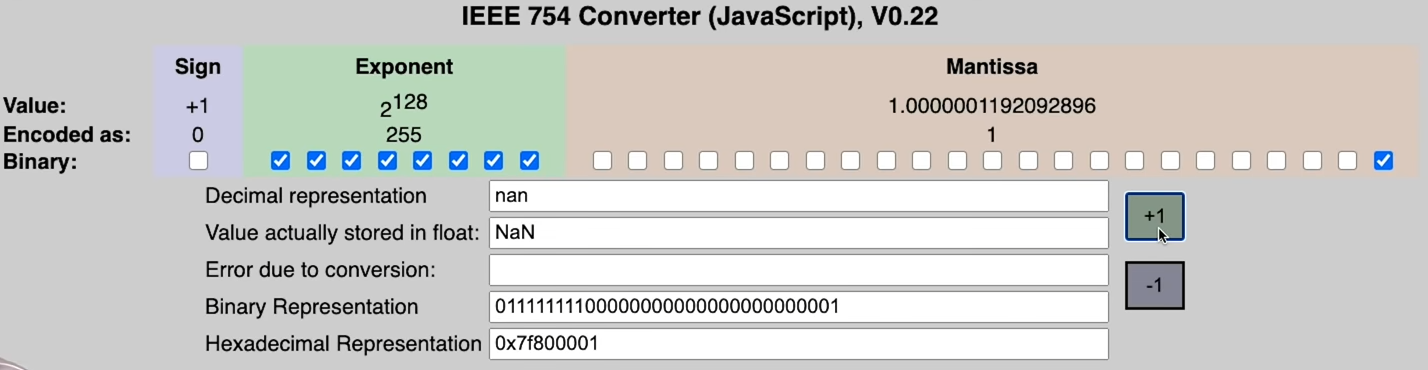 IEEE 754 Converter (JavaScript), V0.22
Sign Exponent Mantissa
Value: +1 2^128 1.0000001192092896
Encoded as: 0 255 1
Binary:
Decimal representation nan +1
Value actually stored in float: NaN
Error due to conversion: -1
Binary Representation 01111111100000000000000000000001
Hexadecimal Representation 0x7f800001